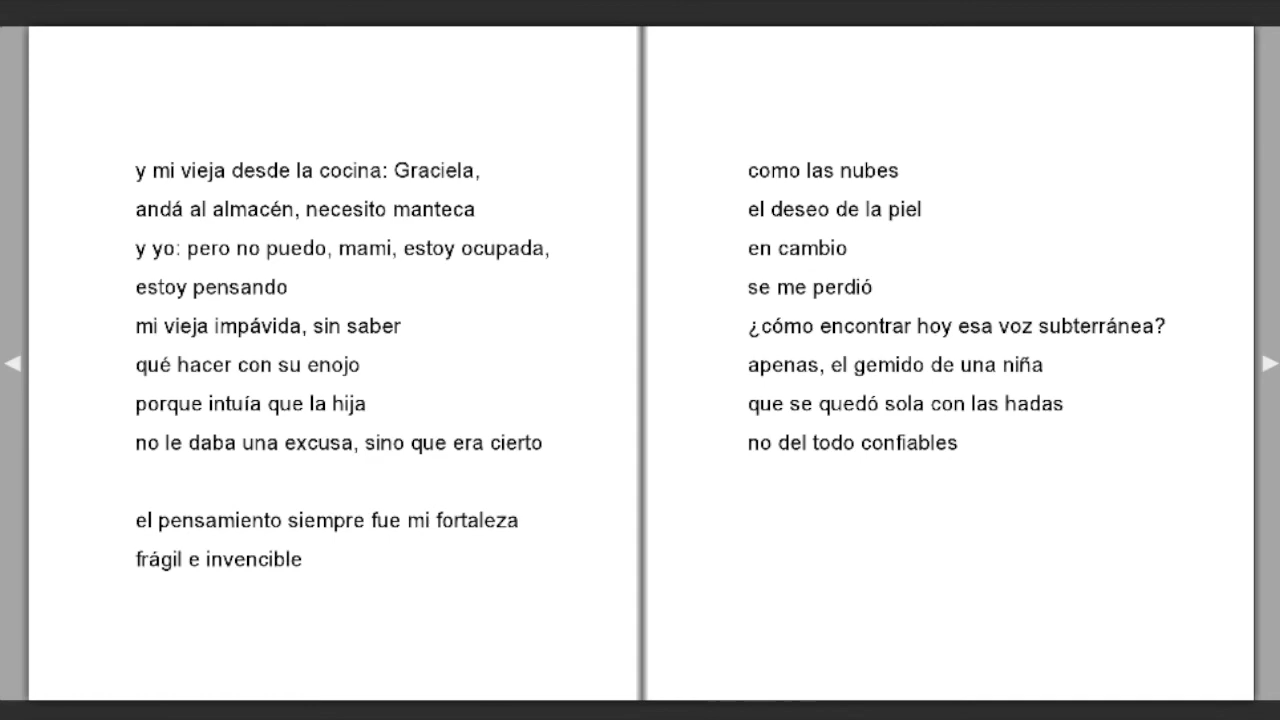 y mi vieja desde la cocina: Graciela,
andá al almacén, necesito manteca
y yo: pero no puedo, mami, estoy ocupada,
estoy pensando
mi vieja impávida, sin saber
qué hacer con su enojo
porque intuía que la hija
no le daba una excusa, sino que era cierto
el pensamiento siempre fue mi fortaleza
frágil e invencible
como las nubes
el deseo de la piel
en cambio
se me perdió
¿cómo encontrar hoy esa voz subterránea?
apenas, el gemido de una niña
que se quedó sola con las hadas
no del todo confiables